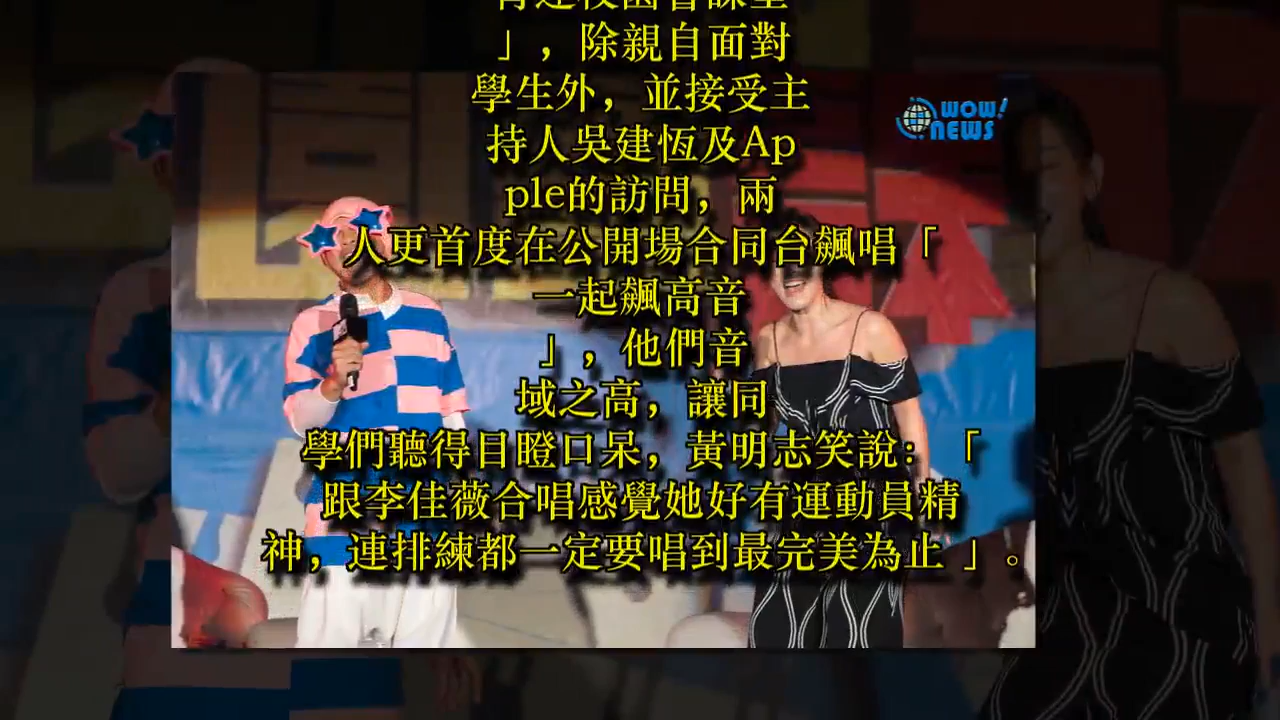 」，除親自面對
學生外，並接受主
持人吳建恆及Ap
ple的訪問，兩
人更首度在公開場合同台飆唱「
一起飆高音
」，他們音
域之高，讓同
學們聽得目瞪口呆，黃明志笑說：「
跟李佳薇合唱感覺她好有運動員精
神，連排練都一定要唱到最完美為止 」。
WOW!
NEWS